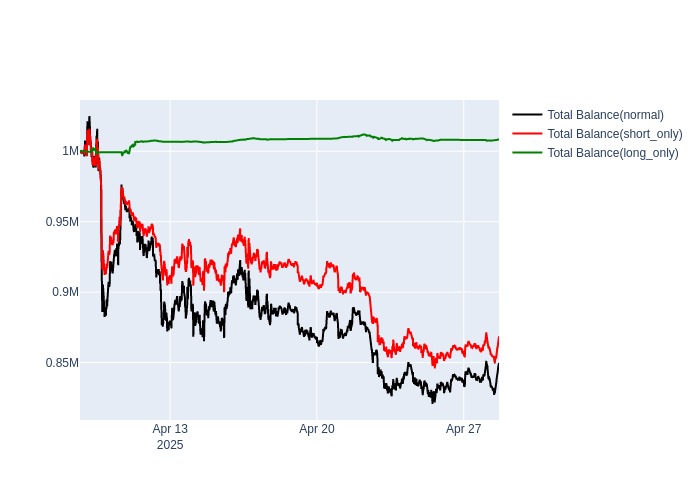 Total Balance(normal)
Total Balance(short_only)
Total Balance(long_only)
1M
0.95M
0.9M
0.85M
Apr 13
2025
Apr 20
Apr 27